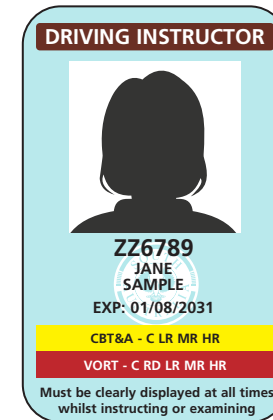 DRIVING INSTRUCTOR
ZZ6789
JANE
SAMPLE
EXP: 01/08/2031
CBT&A - C LR MR HR
VORT - C RD LR MR HR
Must be clearly displayed at all times
whilst instructing or examining